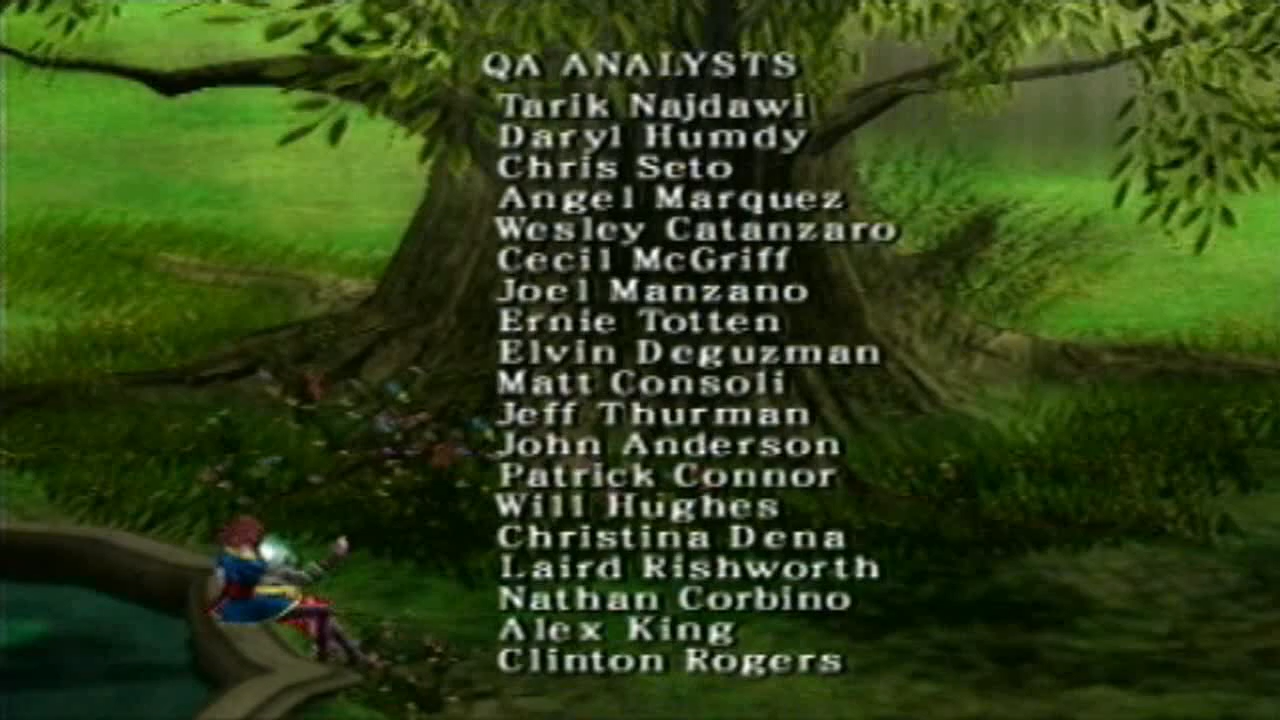 QA ANALYSTS
Tarik Najdawi
Daryl Humdy
Chris Seto
Angel Marquez
Wesley Catanzaro
Cecil McGriff
Joel Manzano
Ernie Totten
Elvin Deguzman
Matt Consoli
Jeff Thurman
John Anderson
Patrick Connor
Will Hughes
Christina Dena
Laird Rishworth
Nathan Corbino
Alex King
Clinton Rogers